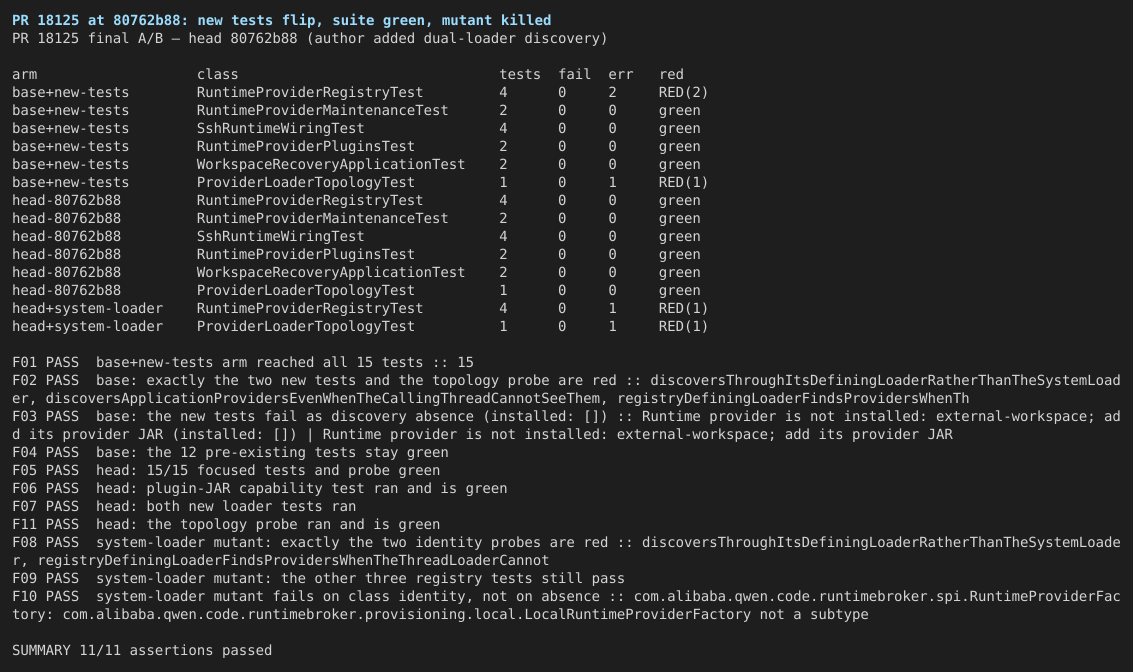 PR 18125 at 80762b88: new tests flip, suite green, mutant killed
PR 18125 final A/B — head 80762b88 (author added dual-loader discovery)
arm class tests fail err red
base+new-tests RuntimeProviderRegistryTest 4 0 2 RED(2)
base+new-tests RuntimeProviderMaintenanceTest 2 0 0 green
base+new-tests SshRuntimeWiringTest 4 0 0 green
base+new-tests RuntimeProviderPluginsTest 2 0 0 green
base+new-tests WorkspaceRecoveryApplicationTest 2 0 0 green
base+new-tests ProviderLoaderTopologyTest 1 0 1 RED(1)
head-80762b88 RuntimeProviderRegistryTest 4 0 0 green
head-80762b88 RuntimeProviderMaintenanceTest 2 0 0 green
head-80762b88 SshRuntimeWiringTest 4 0 0 green
head-80762b88 RuntimeProviderPluginsTest 2 0 0 green
head-80762b88 WorkspaceRecoveryApplicationTest 2 0 0 green
head-80762b88 ProviderLoaderTopologyTest 1 0 0 green
head+system-loader RuntimeProviderRegistryTest 4 0 1 RED(1)
head+system-loader ProviderLoaderTopologyTest 1 0 1 RED(1)
F01 PASS base+new-tests arm reached all 15 tests :: 15
F02 PASS base: exactly the two new tests and the topology probe are red :: discoversThroughItsDefiningLoaderRatherThanTheSystemLoad
er, discoversApplicationProvidersEvenWhenTheCallingThreadCannotSeeThem, registryDefiningLoaderFindsProvidersWhenTh
F03 PASS base: the new tests fail as discovery absence (installed: []) :: Runtime provider is not installed: external-workspace; ad
d its provider JAR (installed: []) | Runtime provider is not installed: external-workspace; add its provider JAR
F04 PASS base: the 12 pre-existing tests stay green
F05 PASS head: 15/15 focused tests and probe green
F06 PASS head: plugin-JAR capability test ran and is green
F07 PASS head: both new loader tests ran
F11 PASS head: the topology probe ran and is green
F08 PASS system-loader mutant: exactly the two identity probes are red :: discoversThroughItsDefiningLoaderRatherThanTheSystemLoade
r, registryDefiningLoaderFindsProvidersWhenTheThreadLoaderCannot
F09 PASS system-loader mutant: the other three registry tests still pass
F10 PASS system-loader mutant fails on class identity, not on absence :: com.alibaba.qwen.code.runtimebroker.spi.RuntimeProviderFac
tory: com.alibaba.qwen.code.runtimebroker.provisioning.local.LocalRuntimeProviderFactory not a subtype
SUMMARY 11/11 assertions passed